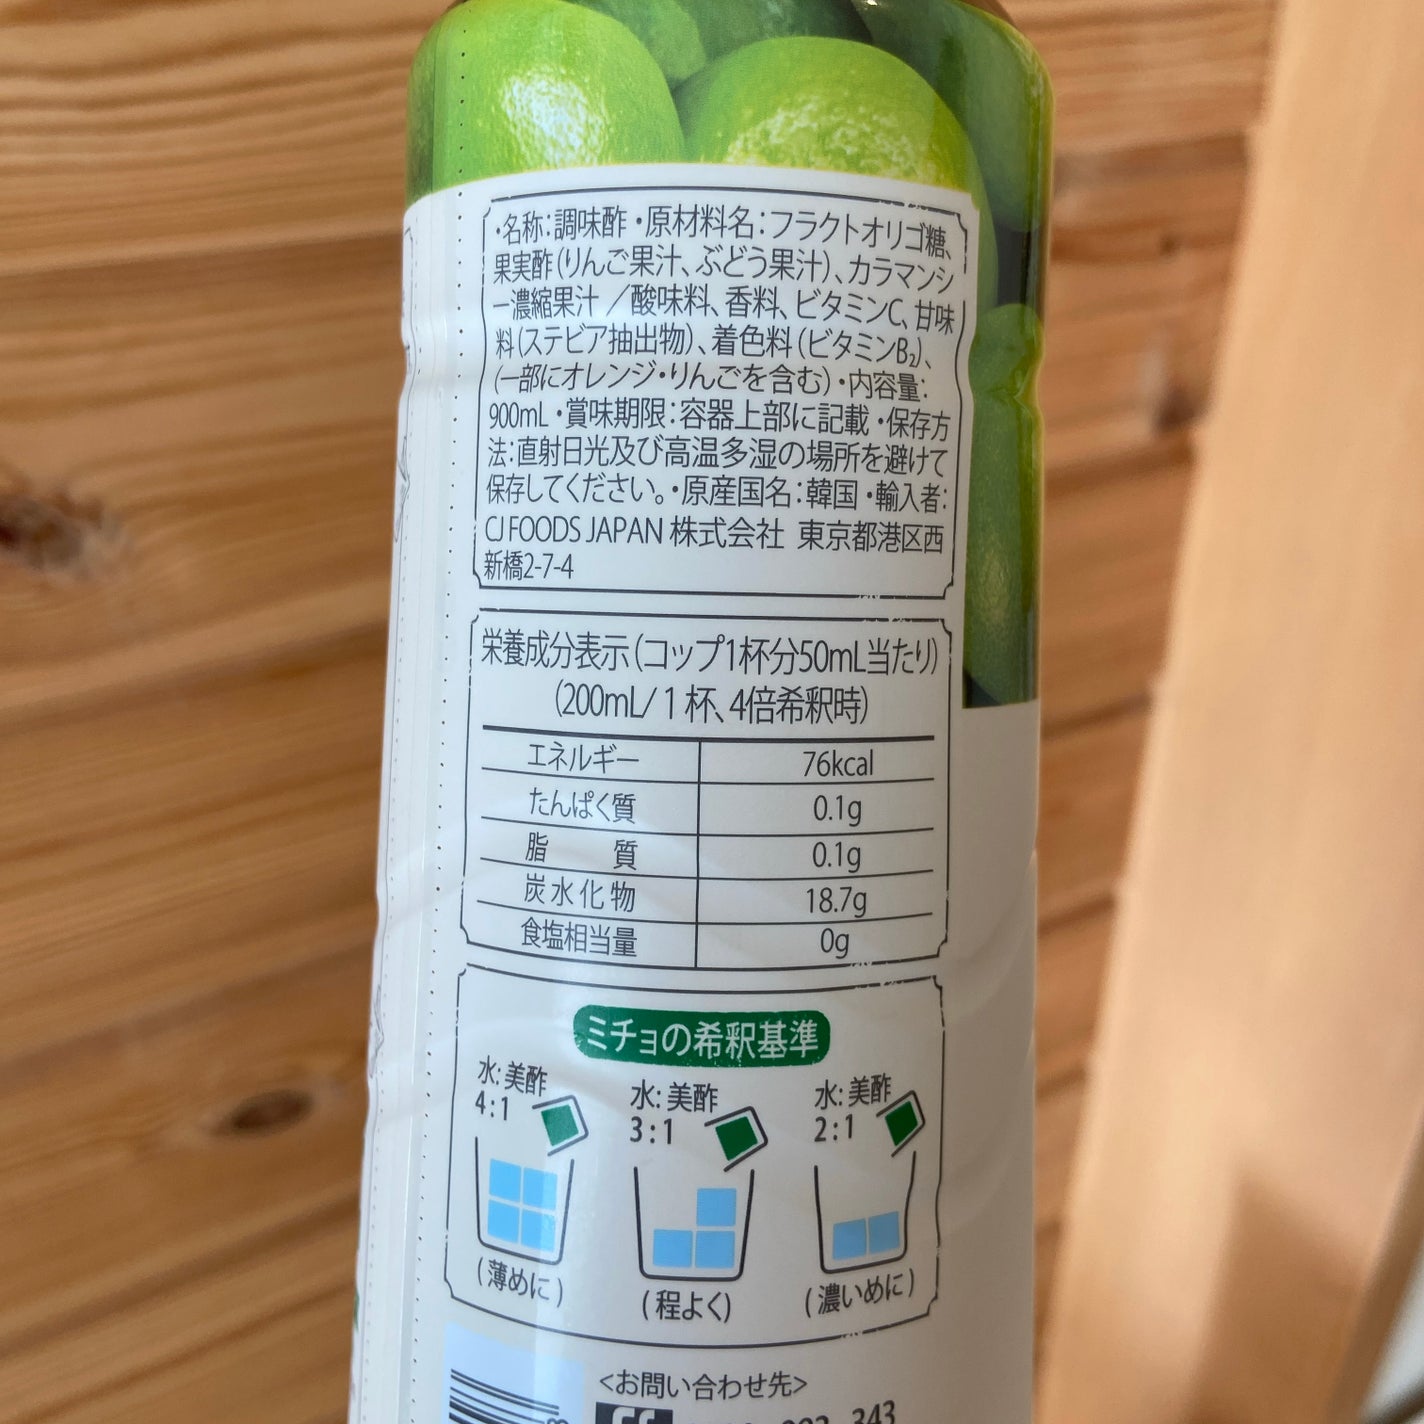 ・名称：調味酢・原材料名：フラクトオリゴ糖、
果実酢（りんご果汁、ぶどう果汁）、カラマンシ
ー濃縮果汁／酸味料、香料、ビタミンC、甘味
料（ステビア抽出物）、着色料（ビタミンB₂）、
（一部にオレンジ・りんごを含む）・内容量：
900mL・賞味期限：容器上部に記載・保存方
法：直射日光及び高温多湿の場所を避けて
保存してください。・原産国名：韓国・輸入者：
CJ FOODS JAPAN 株式会社 東京都港区西
新橋2-7-4
栄養成分表示（コップ1杯分50mL当たり）
（200mL/1杯、4倍希釈時）
エネルギー 76kcal
たんぱく質 0.1g
脂質 0.1g
炭水化物 18.7g
食塩相当量 0g
ミチョの希釈基準
水：美酢 水：美酢 水：美酢
4：1 3：1 2：1
（薄めに） （程よく） （濃いめに）
<お問い合わせ先>
343